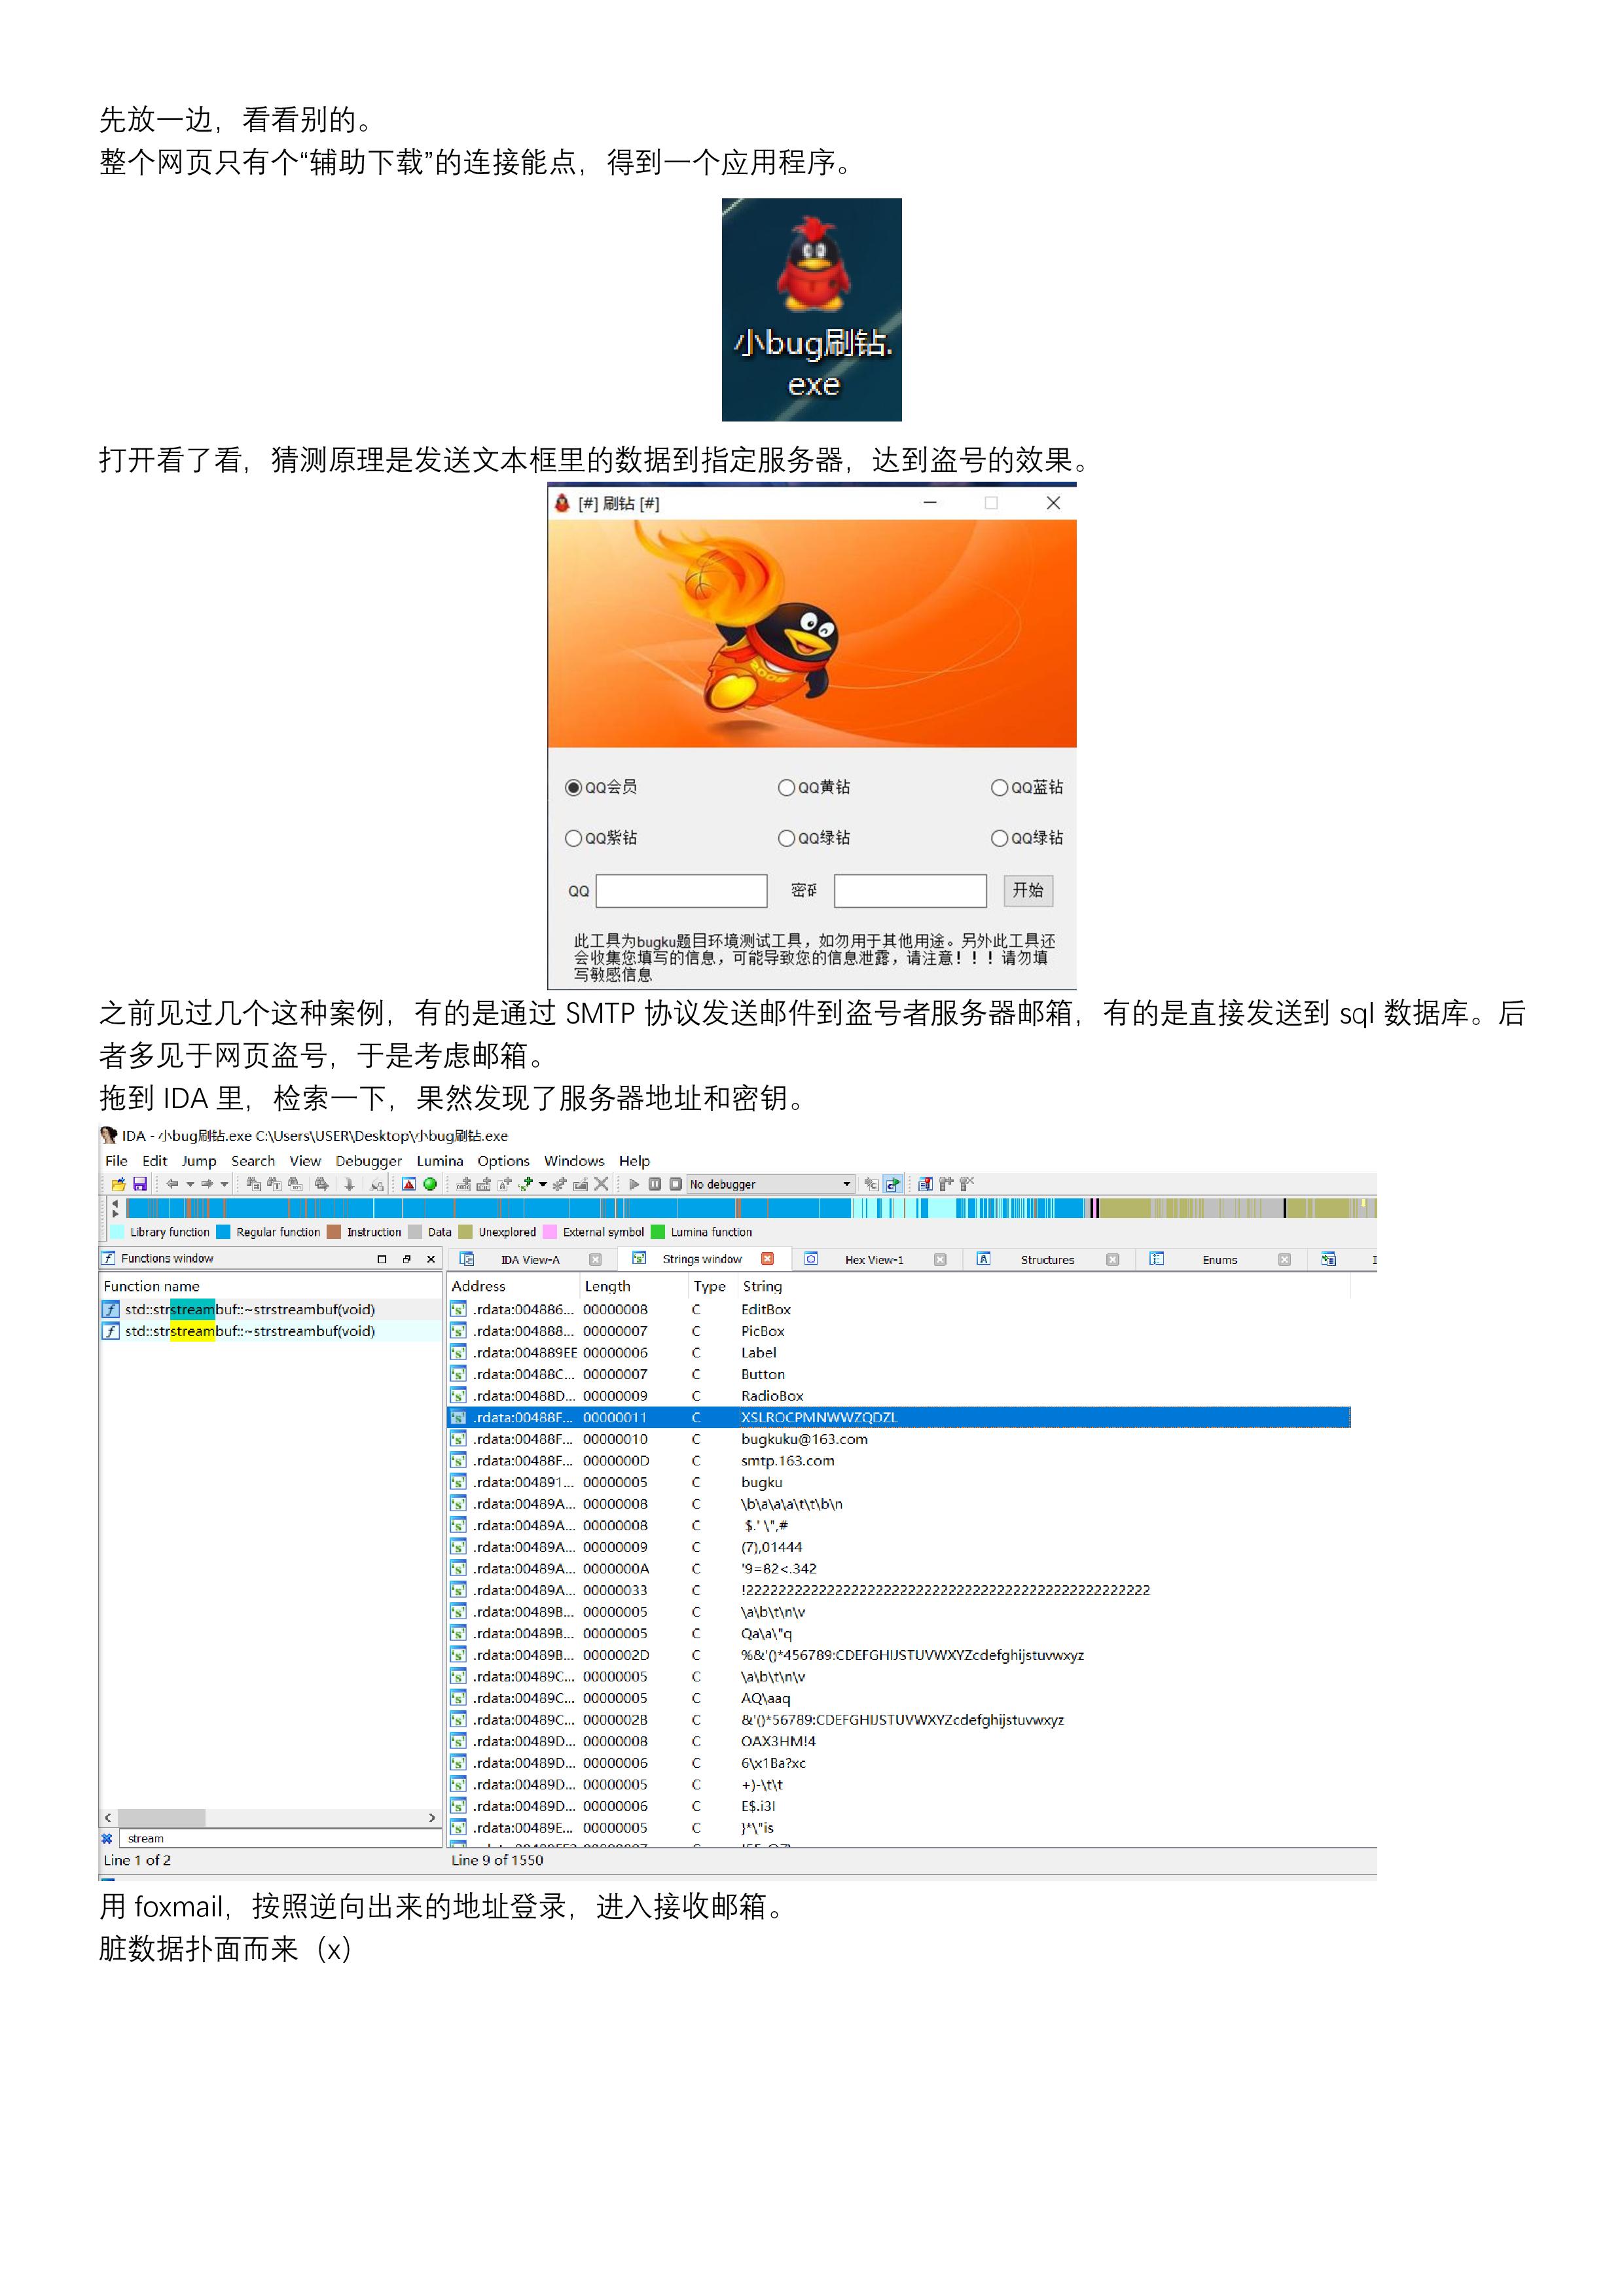 先放一边，看看别的。
整个网页只有个“辅助下载”的连接能点，得到一个应用程序。
小bug刷钻.
exe
打开看了看，猜测原理是发送文本框里的数据到指定服务器，达到盗号的效果。
[#] 刷钻 [#]
2006
QQ会员 QQ黄钻 QQ蓝钻
QQ紫钻 QQ绿钻 QQ绿钻
QQ 密码 开始
此工具为bugku题目环境测试工具，如勿用于其他用途。另外此工具还
会收集您填写的信息，可能导致您的信息泄露，请注意！！！请勿填
写敏感信息
之前见过几个这种案例，有的是通过 SMTP 协议发送邮件到盗号者服务器邮箱，有的是直接发送到 sql 数据库。后
者多见于网页盗号，于是考虑邮箱。
拖到 IDA 里，检索一下，果然发现了服务器地址和密钥。
IDA - 小bug刷钻.exe C:\Users\USER\Desktop\小bug刷钻.exe
File Edit Jump Search View Debugger Lumina Options Windows Help
No debugger
Library function Regular function Instruction Data Unexplored External symbol Lumina function
Functions window IDA View-A Strings window Hex View-1 Structures Enums
Function name Address Length Type String
std::strstreambuf::~strstreambuf(void) .rdata:004886... 00000008 C EditBox
std::strstreambuf::~strstreambuf(void) .rdata:004888... 00000007 C PicBox
.rdata:004889EE 00000006 C Label
.rdata:00488C... 00000007 C Button
.rdata:00488D... 00000009 C RadioBox
.rdata:00488F... 00000011 C XSLROCPMNWWZQDZL
.rdata:00488F... 00000010 C bugkuku@163.com
.rdata:00488F... 0000000D C smtp.163.com
.rdata:004891... 00000005 C bugku
.rdata:00489A... 00000008 C \b\a\a\a\t\t\b\n
.rdata:00489A... 00000008 C $.' \",#
.rdata:00489A... 00000009 C (7),01444
.rdata:00489A... 0000000A C '9=82<.342
.rdata:00489A... 00000033 C !2222222222222222222222222222222222222222222222222
.rdata:00489B... 00000005 C \a\b\t\n\v
.rdata:00489B... 00000005 C Qa\a\"q
.rdata:00489B... 0000002D C %&'()*456789:CDEFGHIJSTUVWXYZcdefghijstuvwxyz
.rdata:00489C... 00000005 C \a\b\t\n\v
.rdata:00489C... 00000005 C AQ\aaq
.rdata:00489C... 0000002B C &'()*56789:CDEFGHIJSTUVWXYZcdefghijstuvwxyz
.rdata:00489D... 00000008 C OAX3HM!4
.rdata:00489D... 00000006 C 6\x1Ba?xc
.rdata:00489D... 00000005 C +)-\t\t
.rdata:00489D... 00000006 C E$.i3I
.rdata:00489E... 00000005 C }*\"is
stream
Line 1 of 2 Line 9 of 1550
用 foxmail，按照逆向出来的地址登录，进入接收邮箱。
脏数据扑面而来（x）